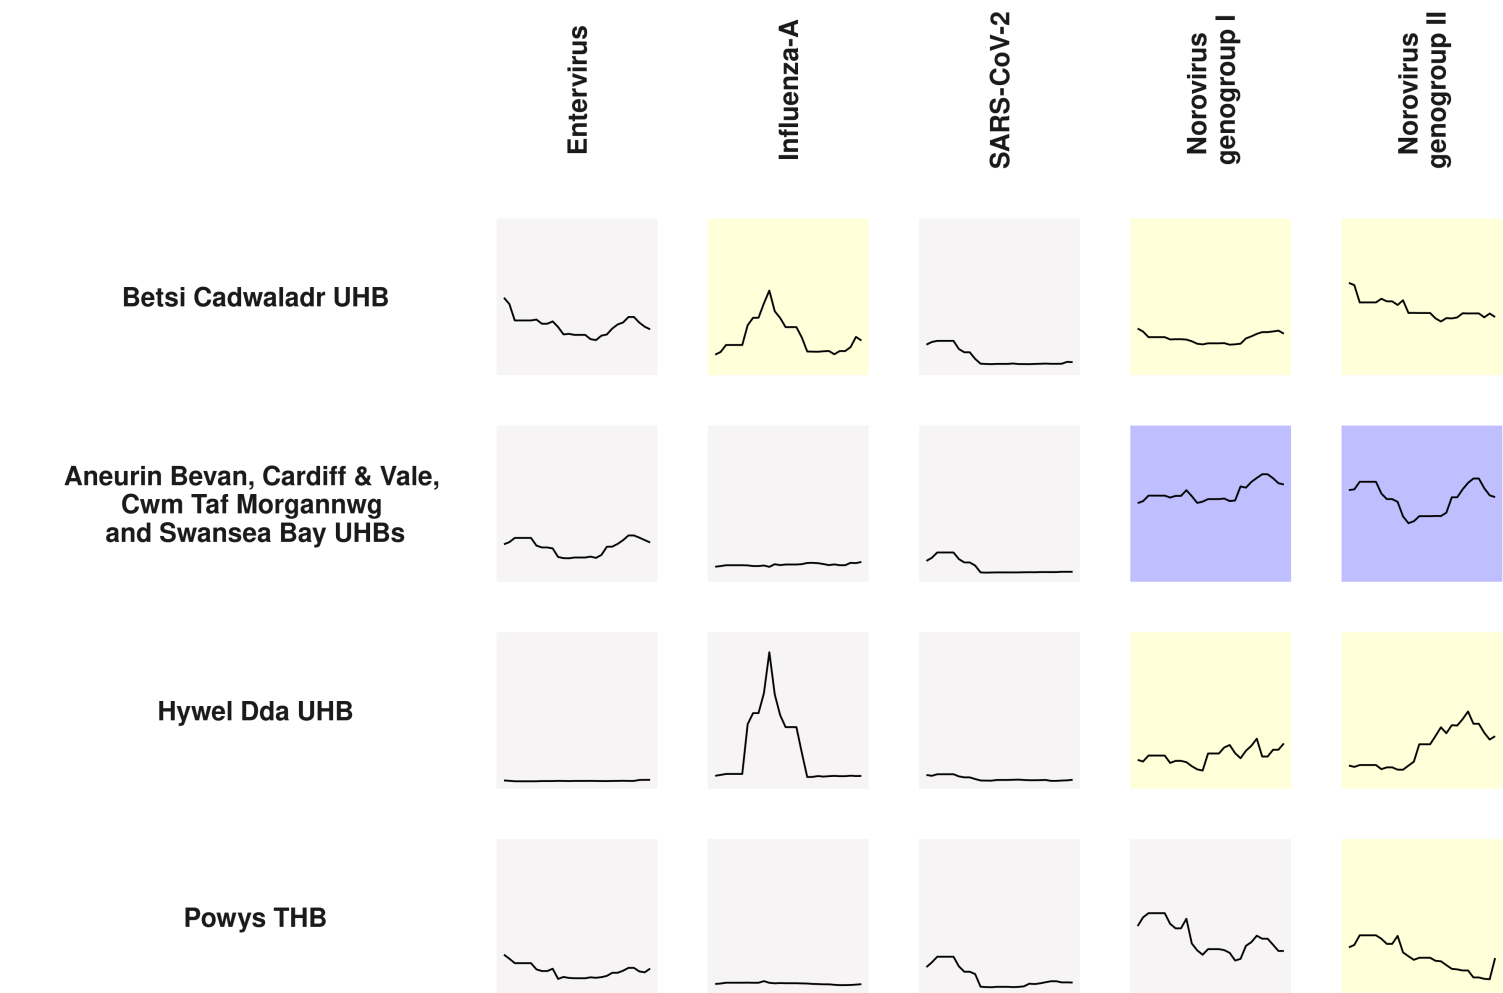 Entervirus
Influenza-A
SARS-CoV-2
Norovirus
genogroup I
Norovirus
genogroup II
Betsi Cadwaladr UHB
Aneurin Bevan, Cardiff & Vale,
Cwm Taf Morgannwg
and Swansea Bay UHBs
Hywel Dda UHB
Powys THB